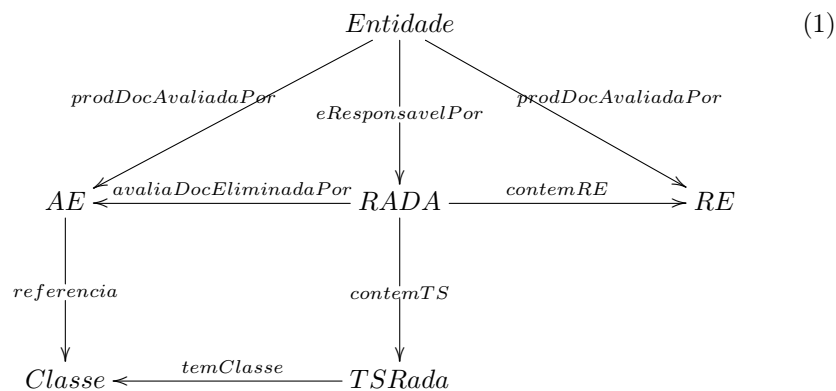 Entidade (1)
prodDocAvaliadaPor prodDocAvaliadaPor
eResponsavelPor
avaliaDocEliminadaPor contemRE
AE RADA RE
referencia contemTS
temClasse
Classe TSRada